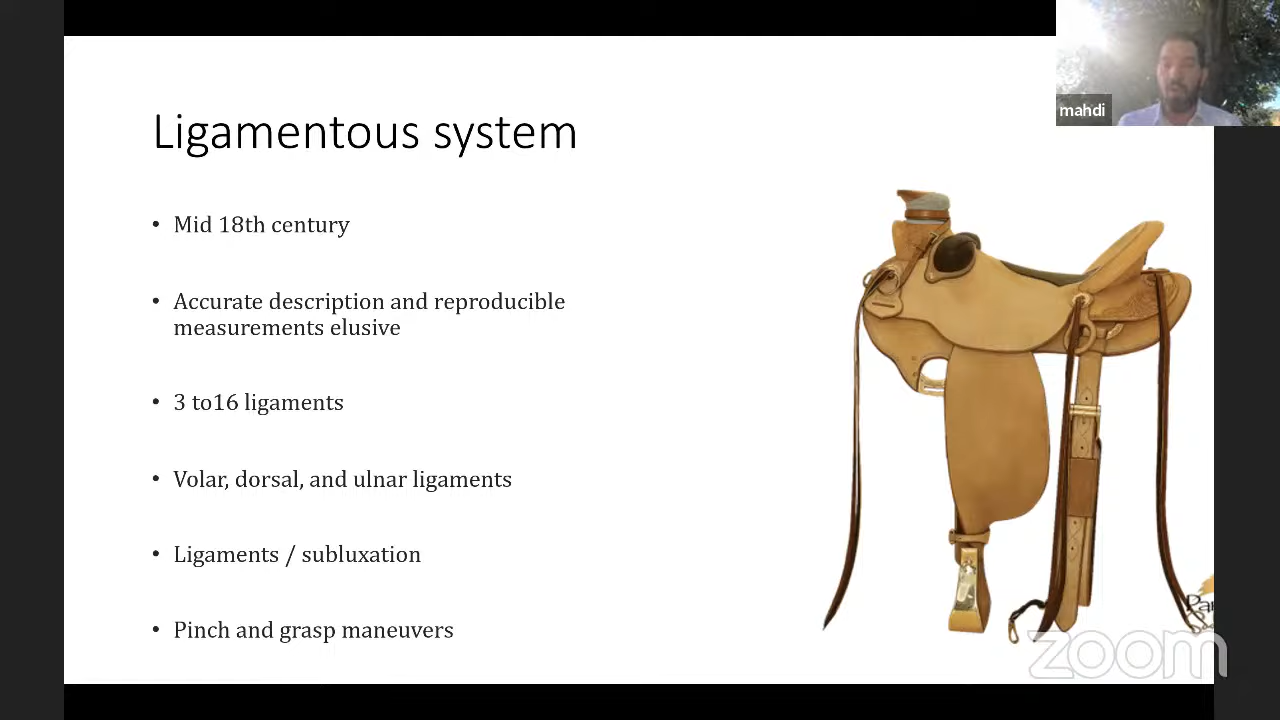 mahdi
Ligamentous system
• Mid 18th century
• Accurate description and reproducible
measurements elusive
• 3 to16 ligaments
• Volar, dorsal, and ulnar ligaments
• Ligaments / subluxation
• Pinch and grasp maneuvers
zoom